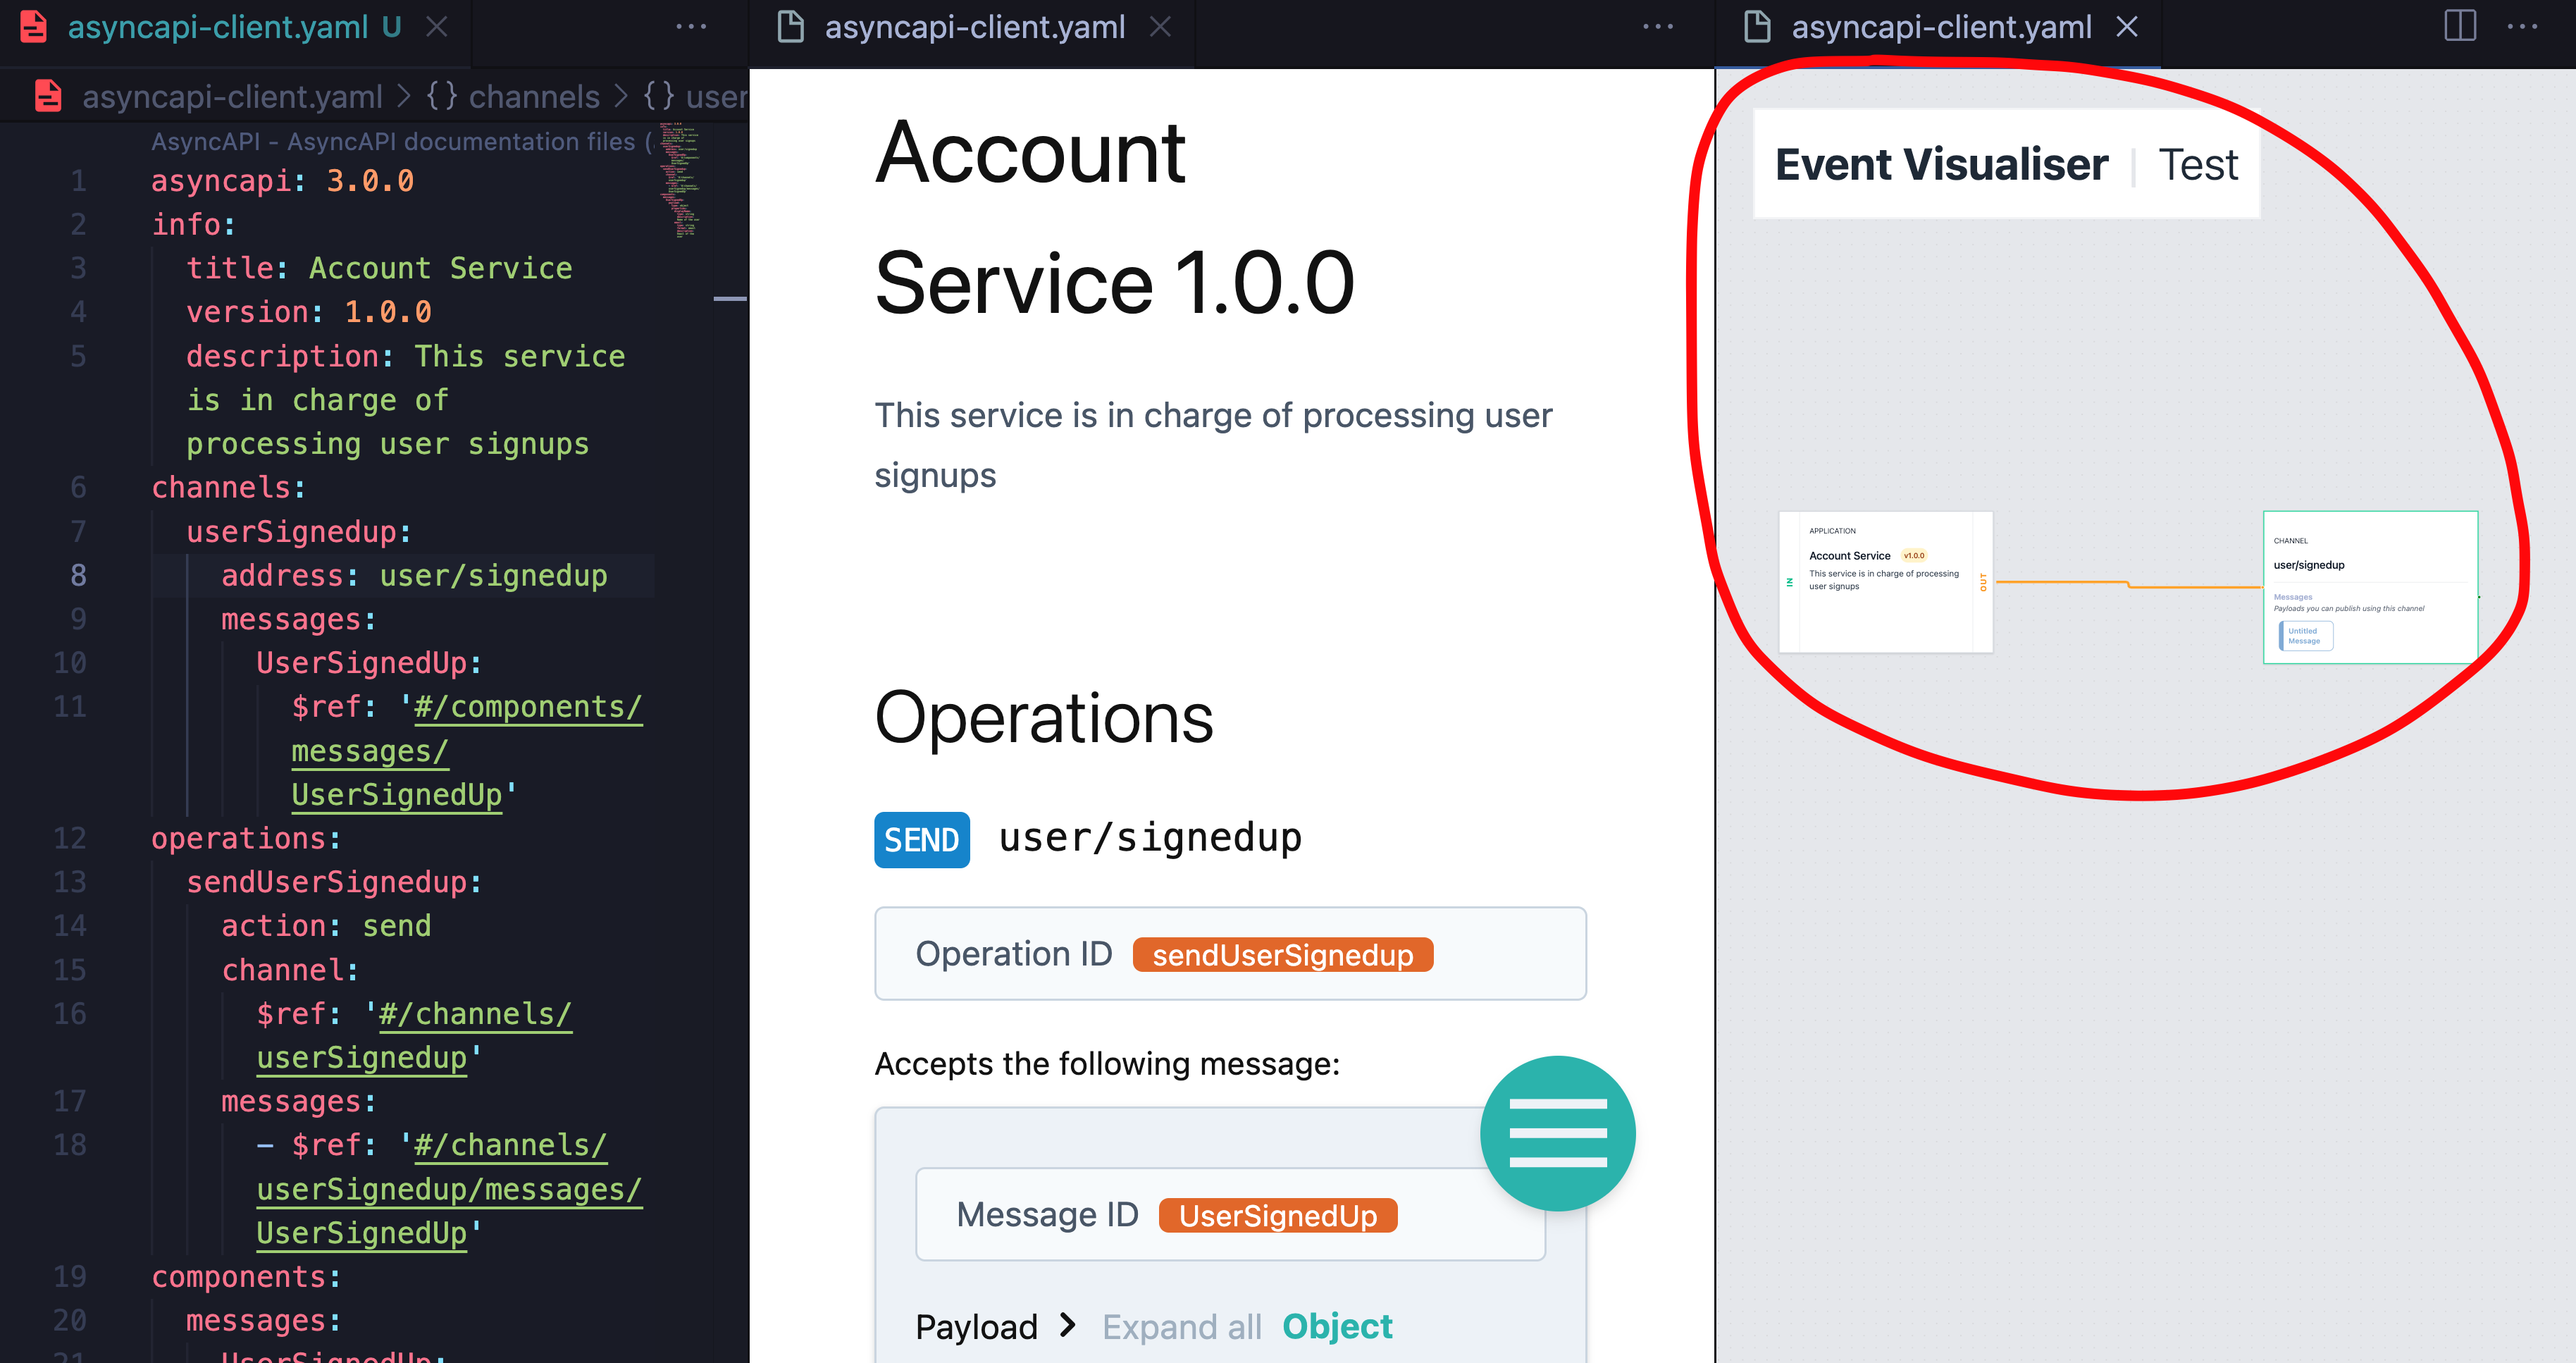 asyncapi-client.yaml U
asyncapi-client.yaml > {} channels > {} user
AsyncAPI - AsyncAPI documentation files (
1 asyncapi: 3.0.0
2 info:
3 title: Account Service
4 version: 1.0.0
5 description: This service
is in charge of
processing user signups
6 channels:
7 userSignedup:
8 address: user/signedup
9 messages:
10 UserSignedUp:
11 $ref: '#/components/
messages/
UserSignedUp'
12 operations:
13 sendUserSignedup:
14 action: send
15 channel:
16 $ref: '#/channels/
userSignedup'
17 messages:
18 - $ref: '#/channels/
userSignedup/messages/
UserSignedUp'
19 components:
20 messages:
21 UserSignedUp:
asyncapi-client.yaml
Account
Service 1.0.0
This service is in charge of processing user
signups
Operations
SEND user/signedup
Operation ID sendUserSignedup
Accepts the following message:
Message ID UserSignedUp
Payload > Expand all Object
asyncapi-client.yaml
Event Visualiser | Test
IN
APPLICATION
Account Service v1.0.0
This service is in charge of processing
user signups
OUT
CHANNEL
user/signedup
Messages
Payloads you can publish using this channel
Untitled
Message